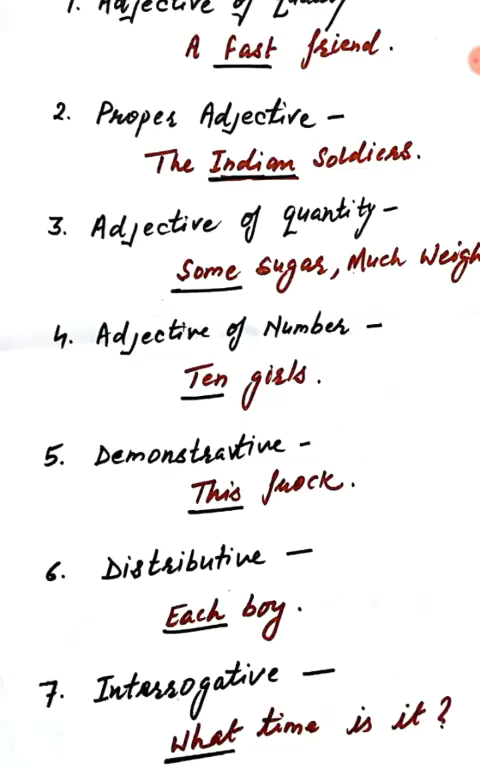 1. Adjective of Quality
A Fast friend.
2. Proper Adjective –
The Indian Soldiers.
3. Adjective of quantity –
Some sugar, Much Weigh
4. Adjective of Number –
Ten girls.
5. Demonstravtive –
This frock.
6. Distributive –
Each boy.
7. Interrogative –
What time is it?